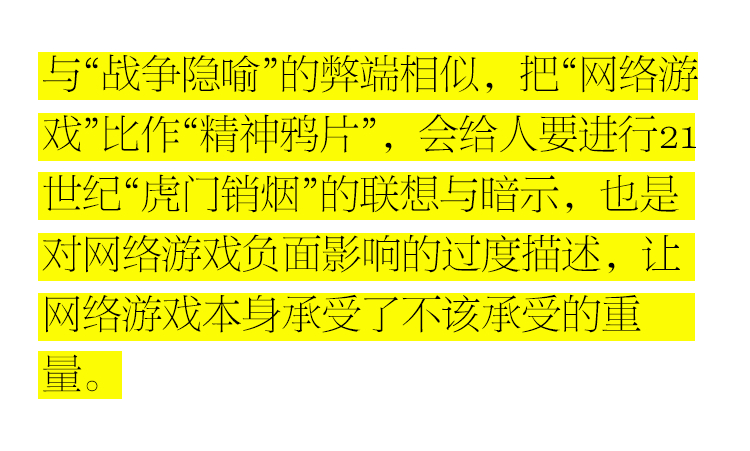 与“战争隐喻”的弊端相似，把“网络游
戏”比作“精神鸦片”，会给人要进行21
世纪“虎门销烟”的联想与暗示，也是
对网络游戏负面影响的过度描述，让
网络游戏本身承受了不该承受的重
量。